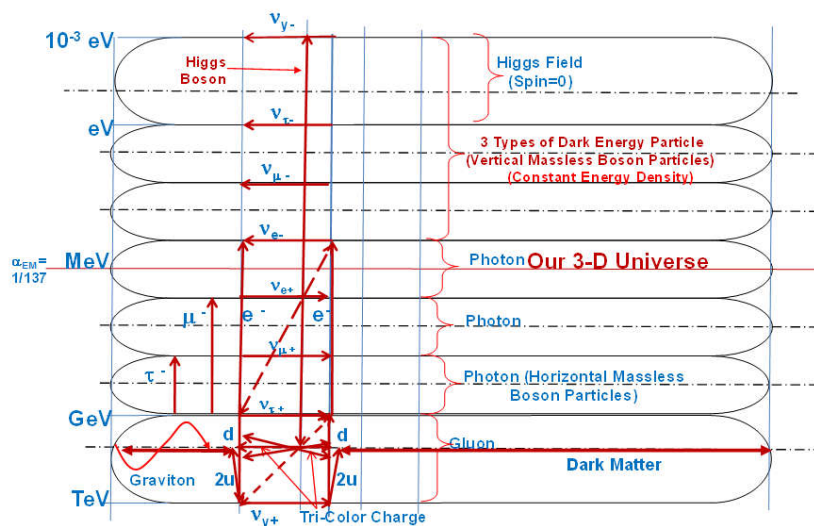 νy-
10-3 eV
Higgs
Boson
Higgs Field
(Spin=0)
ντ-
eV
3 Types of Dark Energy Particle
(Vertical Massless Boson Particles)
(Constant Energy Density)
νμ-
νe-
αEM=
1/137
MeV
Photon
Our 3-D Universe
νe+
μ-
e-
e-
Photon
νμ+
τ-
Photon (Horizontal Massless
Boson Particles)
GeV
ντ+
d
d
Gluon
Graviton
2u
2u
Dark Matter
TeV
νy+
Tri-Color Charge